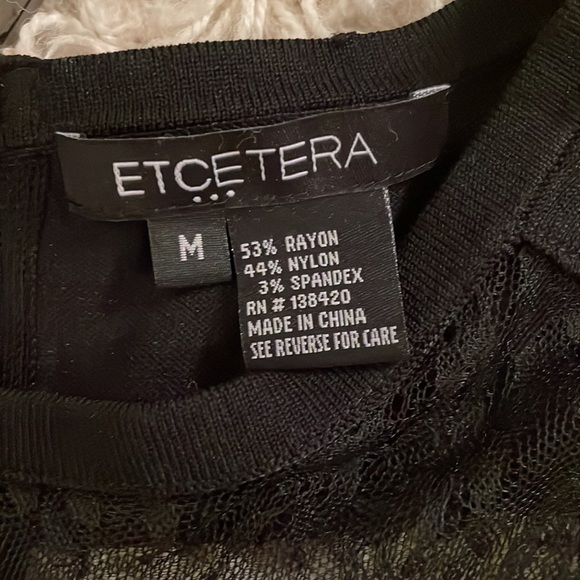 ETCETERA
M
53% RAYON
44% NYLON
3% SPANDEX
RN # 138420
MADE IN CHINA
SEE REVERSE FOR CARE